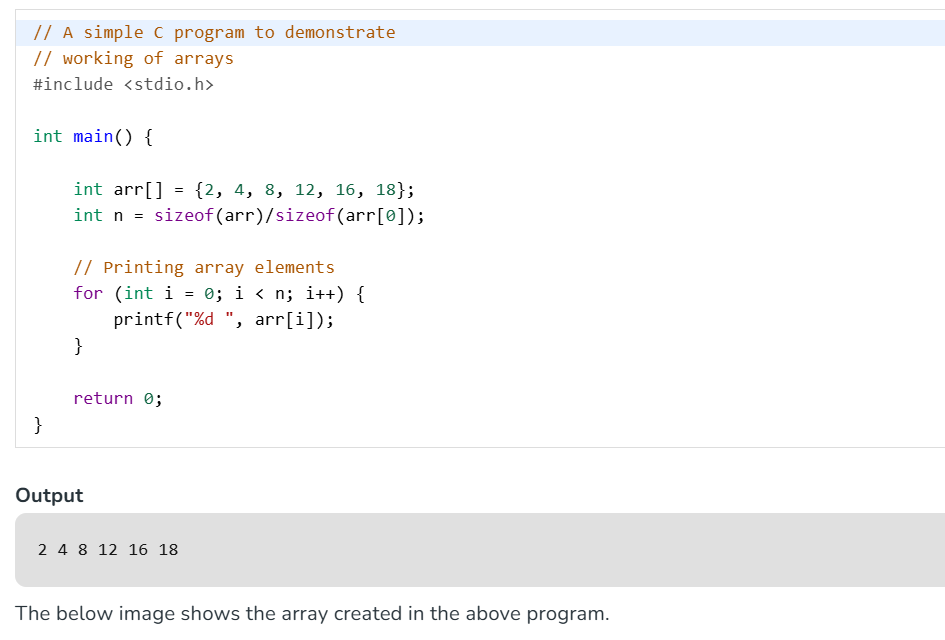 // A simple C program to demonstrate
// working of arrays
#include <stdio.h>
int main() {
    int arr[] = {2, 4, 8, 12, 16, 18};
    int n = sizeof(arr)/sizeof(arr[0]);
    // Printing array elements
    for (int i = 0; i < n; i++) {
        printf("%d ", arr[i]);
    }
    return 0;
}
Output
2 4 8 12 16 18
The below image shows the array created in the above program.